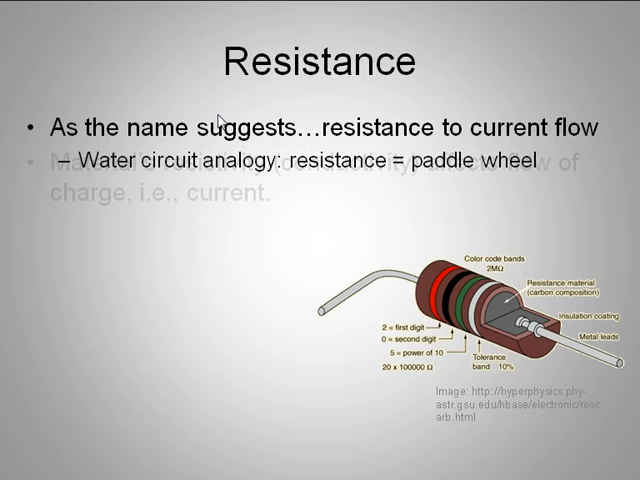 Resistance
• As the name suggests…resistance to current flow
– Water circuit analogy: resistance = paddle wheel
• Material's resistivity (conductivity) affects flow of
charge, i.e., current.
Color code bands
2MΩ
Resistance material
(carbon composition)
Insulation coating
Metal leads
2 = first digit
0 = second digit
5 = power of 10
Tolerance
band 10%
20 x 100000 Ω
Image: http://hyperphysics.phy-
astr.gsu.edu/hbase/electronic/resc
arb.html